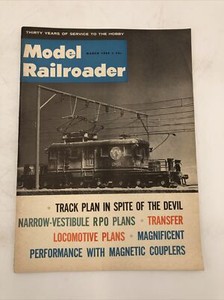 THIRTY YEARS OF SERVICE TO THE HOBBY
Model
Railroader
MARCH
• TRACK PLAN IN SPITE OF THE DEVIL
NARROW-VESTIBULE RPO PLANS • TRANSFER
LOCOMOTIVE PLANS • MAGNIFICENT
PERFORMANCE WITH MAGNETIC COUPLERS